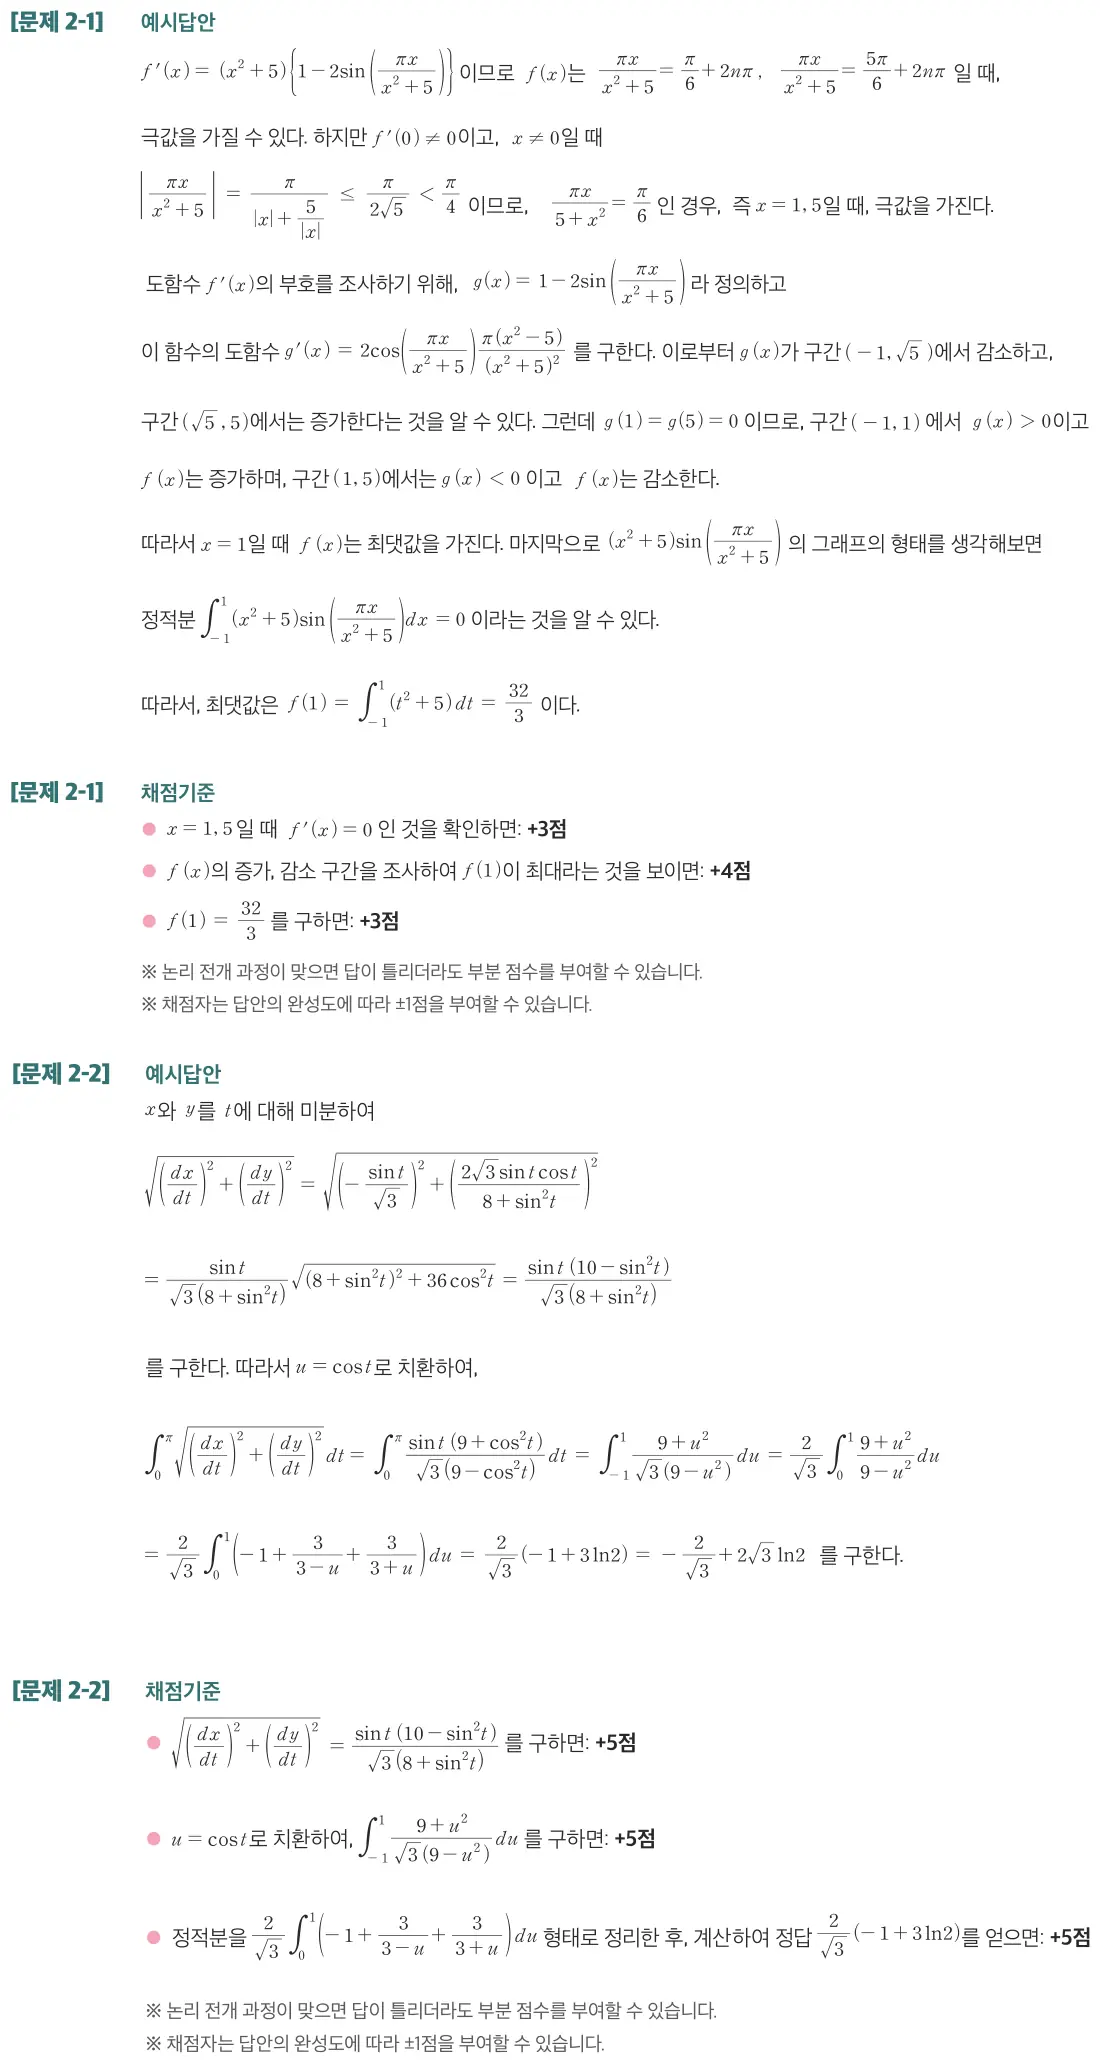 [문제 2-1] 예시답안
f′(x) = (x² + 5){1 − 2sin(πx/(x² + 5))} 이므로 f(x)는 πx/(x² + 5) = π/6 + 2nπ, πx/(x² + 5) = 5π/6 + 2nπ 일 때,
극값을 가질 수 있다. 하지만 f′(0) ≠ 0이고, x ≠ 0일 때
|πx/(x² + 5)| = π/(|x| + 5/|x|) ≤ π/(2√5) < π/4 이므로, πx/(5 + x²) = π/6 인 경우, 즉 x = 1, 5일 때, 극값을 가진다.
도함수 f′(x)의 부호를 조사하기 위해, g(x) = 1 − 2sin(πx/(x² + 5)) 라 정의하고
이 함수의 도함수 g′(x) = 2cos(πx/(x² + 5)) π(x² − 5)/(x² + 5)² 를 구한다. 이로부터 g(x)가 구간 (−1, √5)에서 감소하고,
구간 (√5, 5)에서는 증가한다는 것을 알 수 있다. 그런데 g(1) = g(5) = 0 이므로, 구간 (−1, 1) 에서 g(x) > 0이고
f(x)는 증가하며, 구간 (1, 5)에서는 g(x) < 0 이고 f(x)는 감소한다.
따라서 x = 1일 때 f(x)는 최댓값을 가진다. 마지막으로 (x² + 5)sin(πx/(x² + 5)) 의 그래프의 형태를 생각해보면
정적분 ∫₋₁¹ (x² + 5)sin(πx/(x² + 5))dx = 0 이라는 것을 알 수 있다.
따라서, 최댓값은 f(1) = ∫₋₁¹ (t² + 5)dt = 32/3 이다.
[문제 2-1] 채점기준
● x = 1, 5일 때 f′(x) = 0 인 것을 확인하면: +3점
● f(x)의 증가, 감소 구간을 조사하여 f(1)이 최대라는 것을 보이면: +4점
● f(1) = 32/3 를 구하면: +3점
※ 논리 전개 과정이 맞으면 답이 틀리더라도 부분 점수를 부여할 수 있습니다.
※ 채점자는 답안의 완성도에 따라 ±1점을 부여할 수 있습니다.
[문제 2-2] 예시답안
x와 y를 t에 대해 미분하여
√((dx/dt)² + (dy/dt)²) = √((−sin t/√3)² + (2√3 sin t cos t/(8 + sin²t))²)
= sin t/(√3(8 + sin²t)) √((8 + sin²t)² + 36cos²t) = sin t (10 − sin²t)/(√3(8 + sin²t))
를 구한다. 따라서 u = cos t로 치환하여,
∫₀^π √((dx/dt)² + (dy/dt)²) dt = ∫₀^π sin t (9 + cos²t)/(√3(9 − cos²t)) dt = ∫₋₁¹ (9 + u²)/(√3(9 − u²)) du = 2/√3 ∫₀¹ (9 + u²)/(9 − u²) du
= 2/√3 ∫₀¹ (−1 + 3/(3 − u) + 3/(3 + u)) du = 2/√3 (−1 + 3ln2) = −2/√3 + 2√3 ln2 를 구한다.
[문제 2-2] 채점기준
● √((dx/dt)² + (dy/dt)²) = sin t (10 − sin²t)/(√3(8 + sin²t)) 를 구하면: +5점
● u = cos t로 치환하여, ∫₋₁¹ (9 + u²)/(√3(9 − u²)) du 를 구하면: +5점
● 정적분을 2/√3 ∫₀¹ (−1 + 3/(3 − u) + 3/(3 + u)) du 형태로 정리한 후, 계산하여 정답 2/√3 (−1 + 3ln2)를 얻으면: +5점
※ 논리 전개 과정이 맞으면 답이 틀리더라도 부분 점수를 부여할 수 있습니다.
※ 채점자는 답안의 완성도에 따라 ±1점을 부여할 수 있습니다.